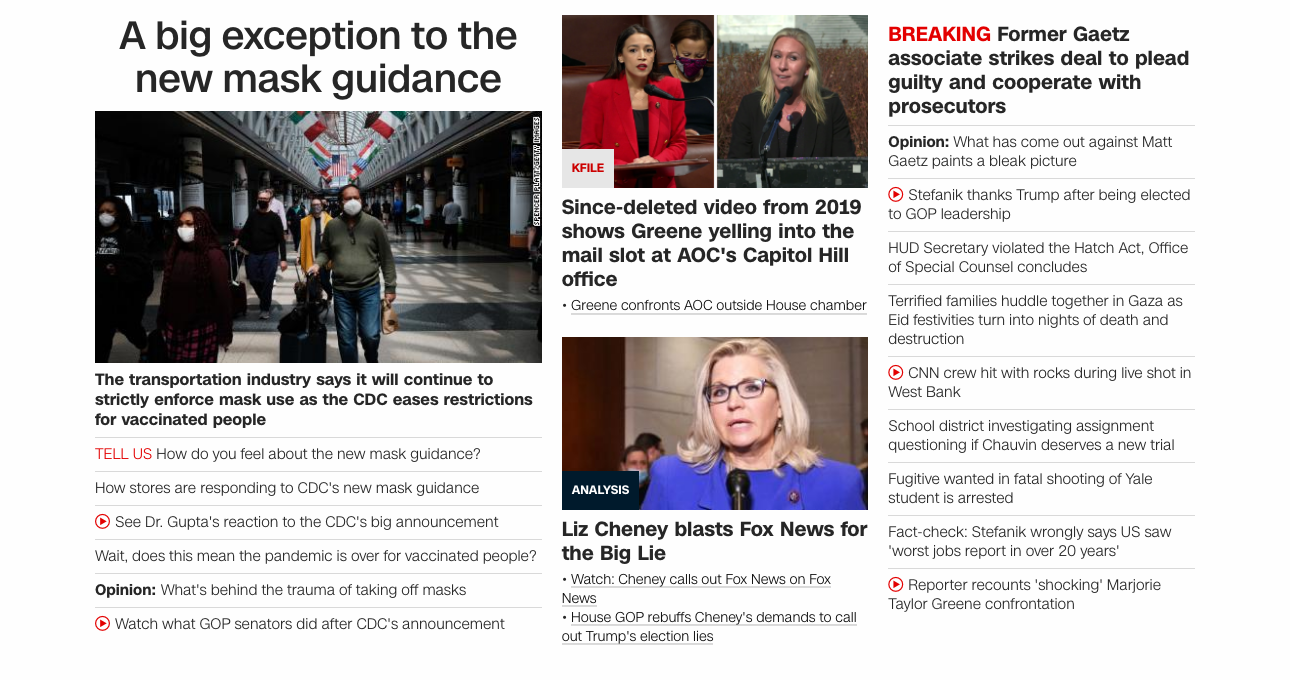 A big exception to the
new mask guidance
SPENCER PLATT/GETTY IMAGES
The transportation industry says it will continue to
strictly enforce mask use as the CDC eases restrictions
for vaccinated people
TELL US How do you feel about the new mask guidance?
How stores are responding to CDC's new mask guidance
See Dr. Gupta's reaction to the CDC's big announcement
Wait, does this mean the pandemic is over for vaccinated people?
Opinion: What's behind the trauma of taking off masks
Watch what GOP senators did after CDC's announcement
KFILE
Since-deleted video from 2019
shows Greene yelling into the
mail slot at AOC's Capitol Hill
office
• Greene confronts AOC outside House chamber
ANALYSIS
Liz Cheney blasts Fox News for
the Big Lie
• Watch: Cheney calls out Fox News on Fox
News
• House GOP rebuffs Cheney's demands to call
out Trump's election lies
BREAKING Former Gaetz
associate strikes deal to plead
guilty and cooperate with
prosecutors
Opinion: What has come out against Matt
Gaetz paints a bleak picture
Stefanik thanks Trump after being elected
to GOP leadership
HUD Secretary violated the Hatch Act, Office
of Special Counsel concludes
Terrified families huddle together in Gaza as
Eid festivities turn into nights of death and
destruction
CNN crew hit with rocks during live shot in
West Bank
School district investigating assignment
questioning if Chauvin deserves a new trial
Fugitive wanted in fatal shooting of Yale
student is arrested
Fact-check: Stefanik wrongly says US saw
'worst jobs report in over 20 years'
Reporter recounts 'shocking' Marjorie
Taylor Greene confrontation